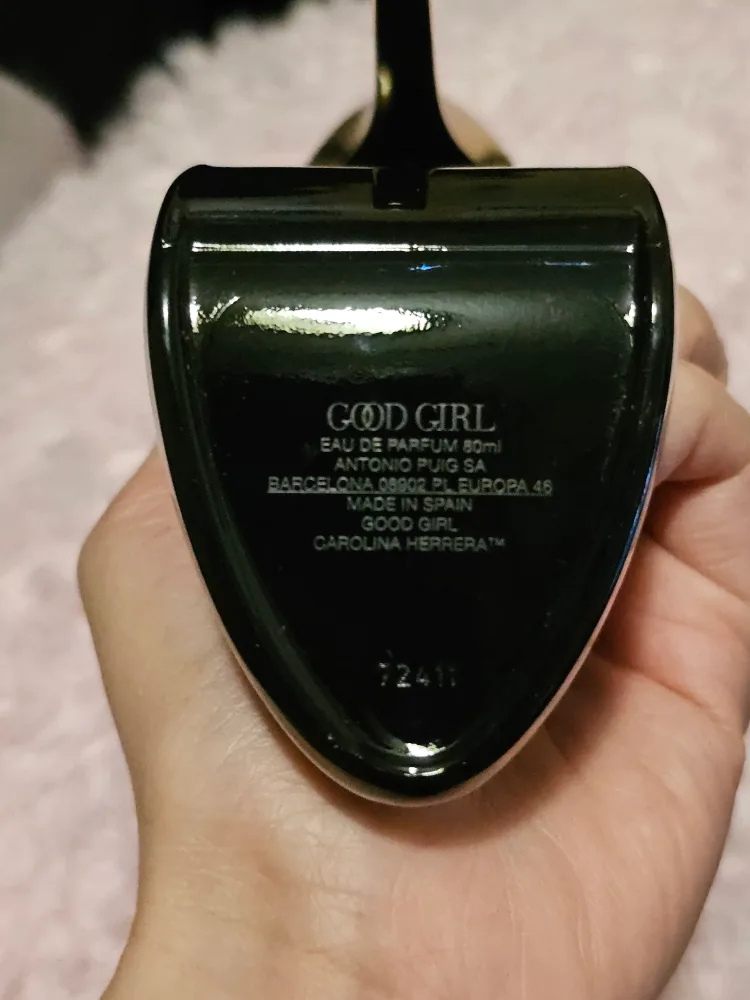 GOOD GIRL
EAU DE PARFUM 80ml
ANTONIO PUIG SA
BARCELONA 08902 PL EUROPA 46
MADE IN SPAIN
GOOD GIRL
CAROLINA HERRERA™
72411